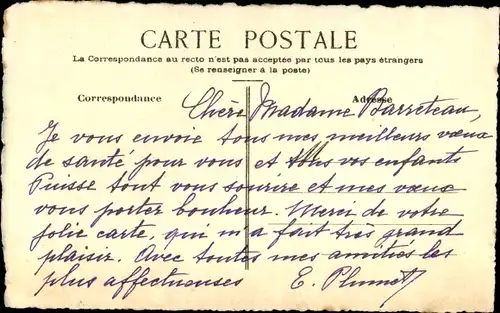 CARTE POSTALE
La Correspondance au recto n'est pas acceptée par tous les pays étrangers
(Se renseigner à la poste)
Correspondance Adresse
Chère Madame Barreteau,
Je vous envoie tous mes meilleurs vœux
de santé pour vous et tous vos enfants
Puisse tout vous sourire et mes vœux
vous porter bonheur. Merci de votre
jolie carte qui m'a fait très grand
plaisir. Avec toutes mes amitiés les
plus affectueuses E. Plumet